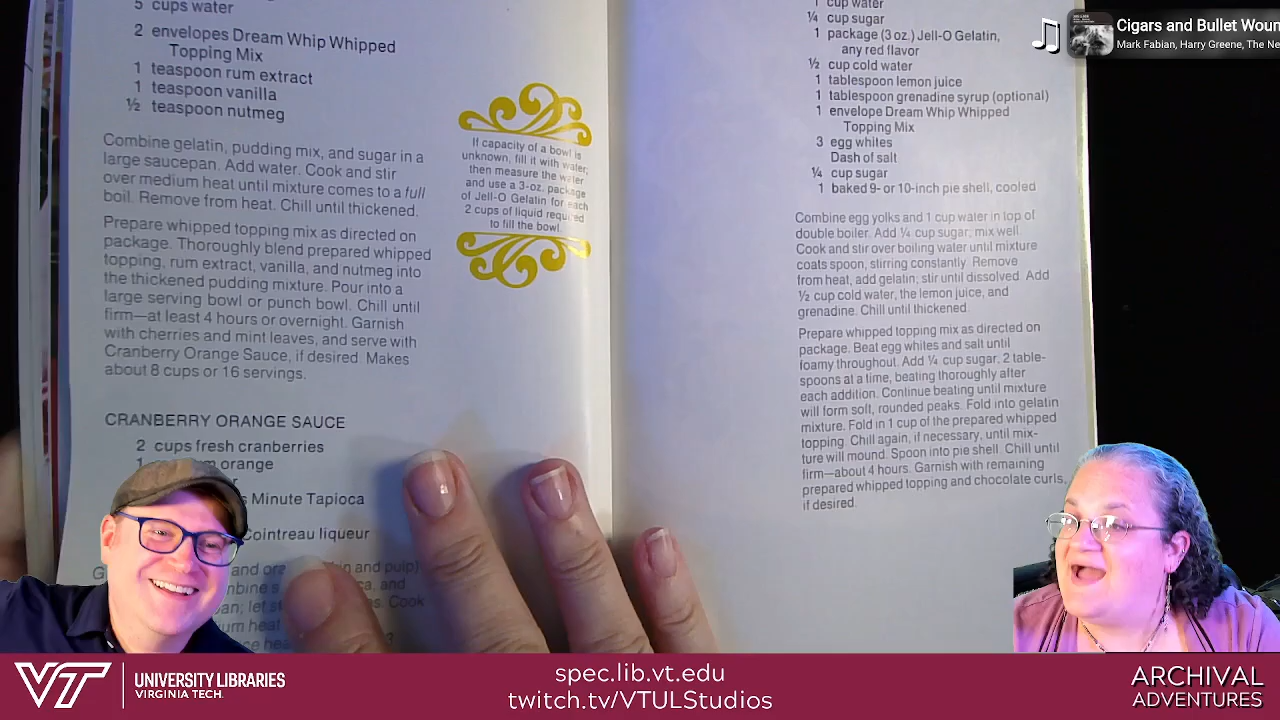 5 cups water
2 envelopes Dream Whip Whipped
Topping Mix
1 teaspoon rum extract
1 teaspoon vanilla
½ teaspoon nutmeg
Combine gelatin, pudding mix, and sugar in a
large saucepan. Add water. Cook and stir
over medium heat until mixture comes to a full
boil. Remove from heat. Chill until thickened.
Prepare whipped topping mix as directed on
package. Thoroughly blend prepared whipped
topping, rum extract, vanilla, and nutmeg into
the thickened pudding mixture. Pour into a
large serving bowl or punch bowl. Chill until
firm—at least 4 hours or overnight. Garnish
with cherries and mint leaves, and serve with
Cranberry Orange Sauce, if desired. Makes
about 8 cups or 16 servings.
CRANBERRY ORANGE SAUCE
2 cups fresh cranberries
1 orange
Minute Tapioca
Cointreau liqueur
and pulp)
and
Cook
heat
If capacity of a bowl is
unknown, fill it with water;
then measure the water
and use a 3-oz. package
of Jell-O Gelatin for each
2 cups of liquid required
to fill the bowl.
1 cup water
¼ cup sugar
1 package (3 oz.) Jell-O Gelatin,
any red flavor
½ cup cold water
1 tablespoon lemon juice
1 tablespoon grenadine syrup (optional)
1 envelope Dream Whip Whipped
Topping Mix
3 egg whites
Dash of salt
¼ cup sugar
1 baked 9- or 10-inch pie shell, cooled
Combine egg yolks and 1 cup water in top of
double boiler. Add ¼ cup sugar; mix well.
Cook and stir over boiling water until mixture
coats spoon, stirring constantly. Remove
from heat, add gelatin; stir until dissolved. Add
½ cup cold water, the lemon juice, and
grenadine. Chill until thickened.
Prepare whipped topping mix as directed on
package. Beat egg whites and salt until
foamy throughout. Add ¼ cup sugar, 2 table-
spoons at a time, beating thoroughly after
each addition. Continue beating until mixture
will form soft, rounded peaks. Fold into gelatin
mixture. Fold in 1 cup of the prepared whipped
topping. Chill again, if necessary, until mix-
ture will mound. Spoon into pie shell. Chill until
firm—about 4 hours. Garnish with remaining
prepared whipped topping and chocolate curls,
if desired.
Cigars and Bullet Woun
Mark Fabian, Harry Greene, The Ne
VT UNIVERSITY LIBRARIES
VIRGINIA TECH.
spec.lib.vt.edu
twitch.tv/VTULStudios
ARCHIVAL
ADVENTURES